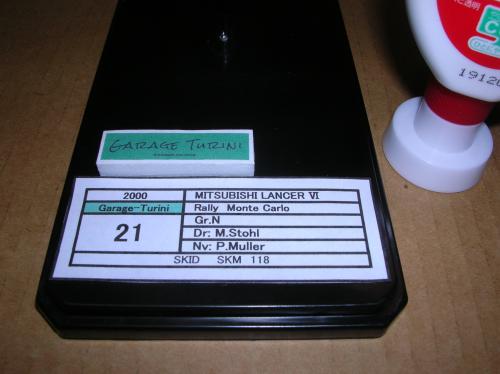 GARAGE TURINI
2000 MITSUBISHI LANCER VI
Garage-Turini Rally Monte Carlo
21 Gr.N
Dr: M.Stohl
Nv: P.Muller
SKID SKM 118
19120